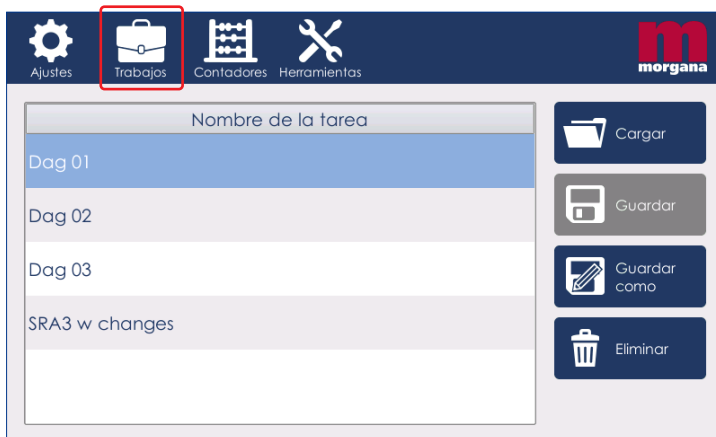 Ajustes
Trabajos
Contadores
Herramientas
morgana
Nombre de la tarea
Dag 01
Dag 02
Dag 03
SRA3 w changes
Cargar
Guardar
Guardar
como
Eliminar